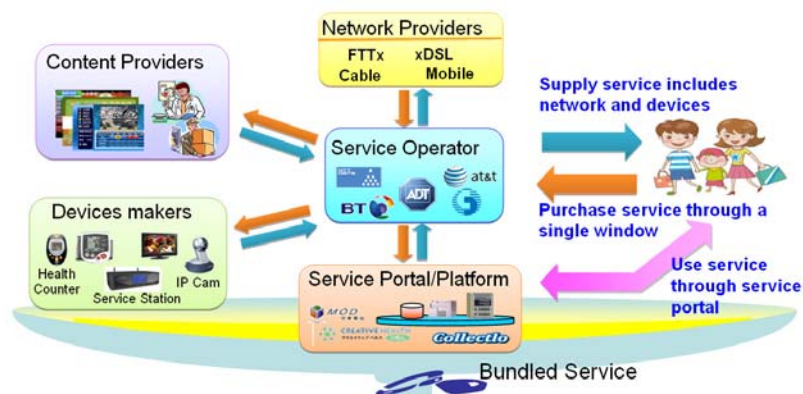 Network Providers
FTTx xDSL
Cable Mobile
Content Providers
Supply service includes
network and devices
Service Operator
ADT
at&t
BT
Purchase service through a
single window
Devices makers
Health
Counter
IP Cam
Service Station
Service Portal/Platform
MOD
CREATIVE HEALTH
Collectio
Use service
through service
portal
Bundled Service